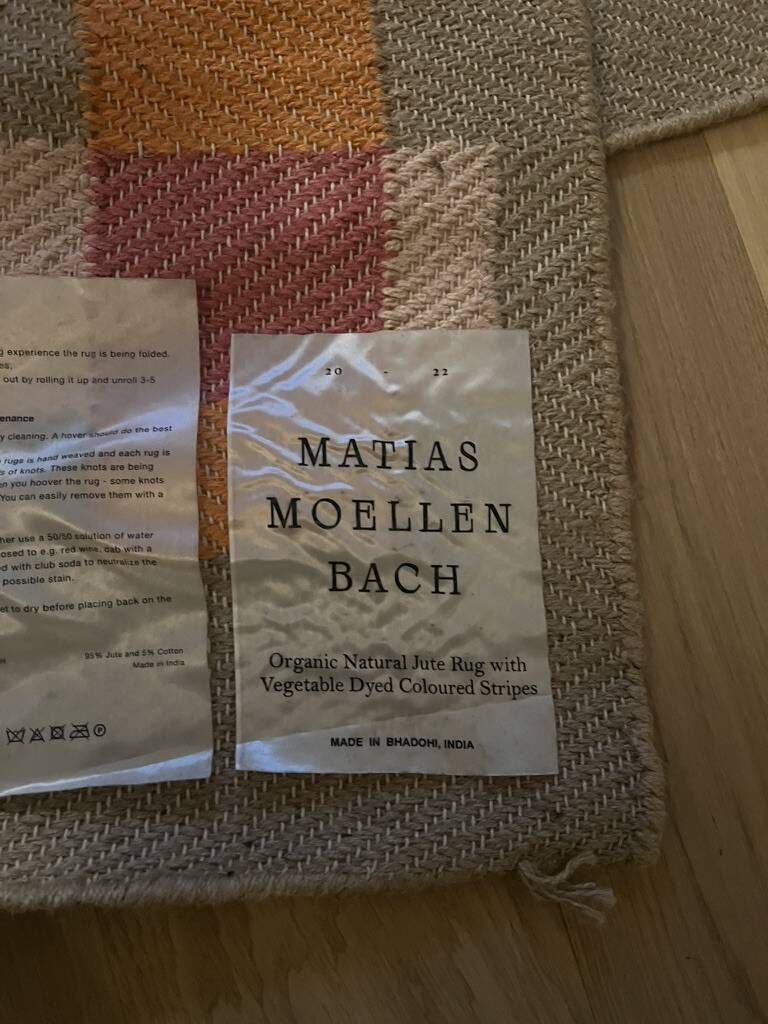 g experience the rug is being folded.
es;
out by rolling it up and unroll 3-5
enance
y cleaning. A hover should do the best
rugs is hand weaved and each rug is
s of knots. These knots are being
en you hoover the rug - some knots
You can easily remove them with a
her use a 50/50 solution of water
osed to e.g. red wine, dab with a
d with club soda to neutralize the
possible stain.
et to dry before placing back on the
95% Jute and 5% Cotton
Made in India
P
20 - 22
MATIAS
MOELLEN
BACH
Organic Natural Jute Rug with
Vegetable Dyed Coloured Stripes
MADE IN BHADOHI, INDIA